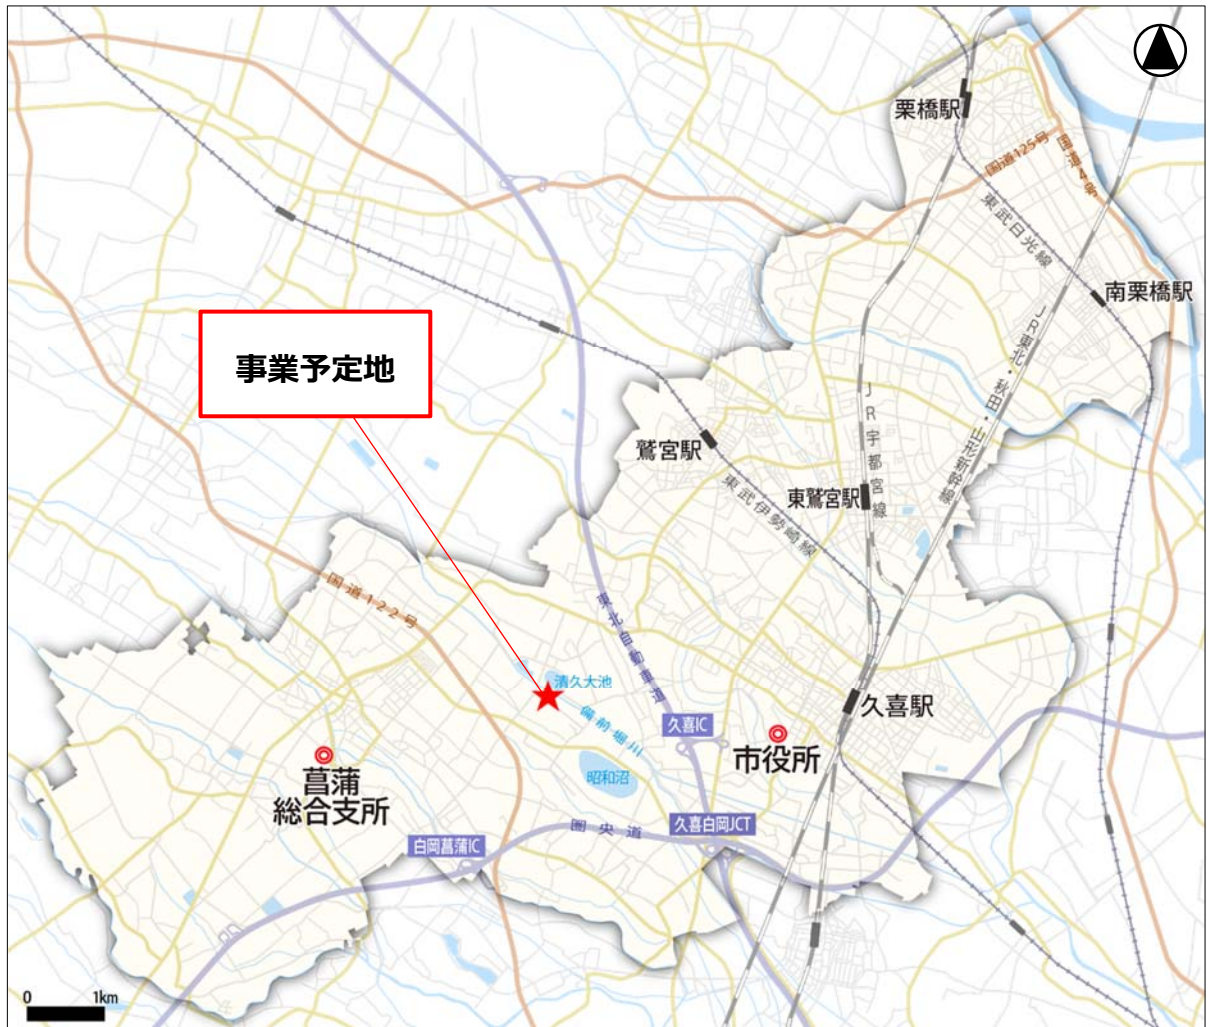 栗橋駅
国道125号
国道4号
東武日光線
南栗橋駅
JR東北・秋田・山形新幹線
事業予定地
JR宇都宮線
鷲宮駅
東鷲宮駅
東武伊勢崎線
国道122号
東北自動車道
清久大池
備前堀川
久喜IC
久喜駅
市役所
昭和沼
菖蒲
総合支所
圏央道
久喜白岡JCT
白岡菖蒲IC
0 1km